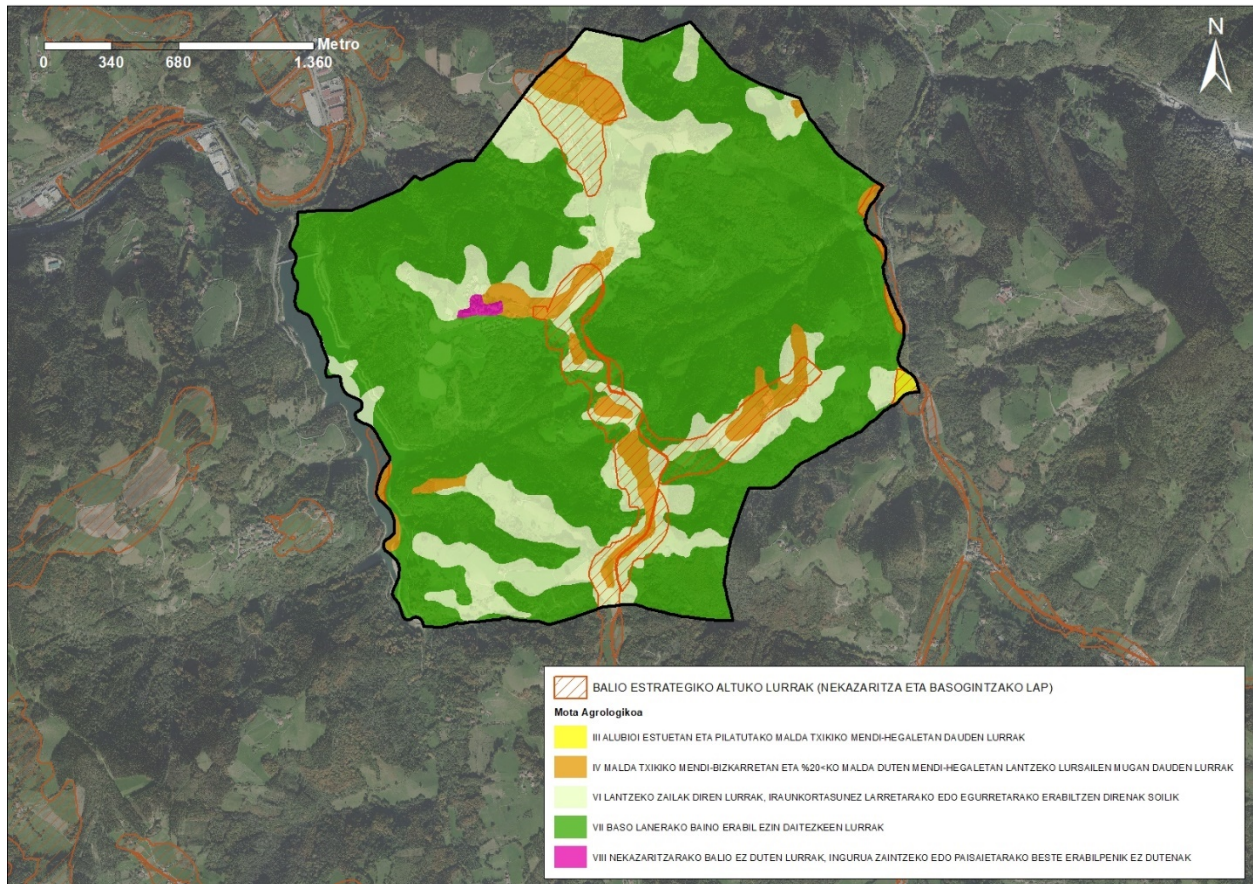 Metro
0 340 680 1.360
N
BALIO ESTRATEGIKO ALTUKO LURRAK (NEKAZARITZA ETA BASOGINTZAKO LAP)
Mota Agrologikoa
III ALUBIOI ESTUETAN ETA PILATUTAKO MALDA TXIKIKO MENDI-HEGALETAN DAUDEN LURRAK
IV MALDA TXIKIKO MENDI-BIZKARRETAN ETA %20<KO MALDA DUTEN MENDI-HEGALETAN LANTZEKO LURSAILEN MUGAN DAUDEN LURRAK
VI LANTZEKO ZAILAK DIREN LURRAK, IRAUNKORTASUNEZ LARRETARAKO EDO EGURRETARAKO ERABILTZEN DIRENAK SOILIK
VII BASO LANERAKO BAINO ERABIL EZIN DAITEZKEEN LURRAK
VIII NEKAZARITZARAKO BALIO EZ DUTEN LURRAK, INGURUA ZAINTZEKO EDO PAISAIETARAKO BESTE ERABILPENIK EZ DUTENAK